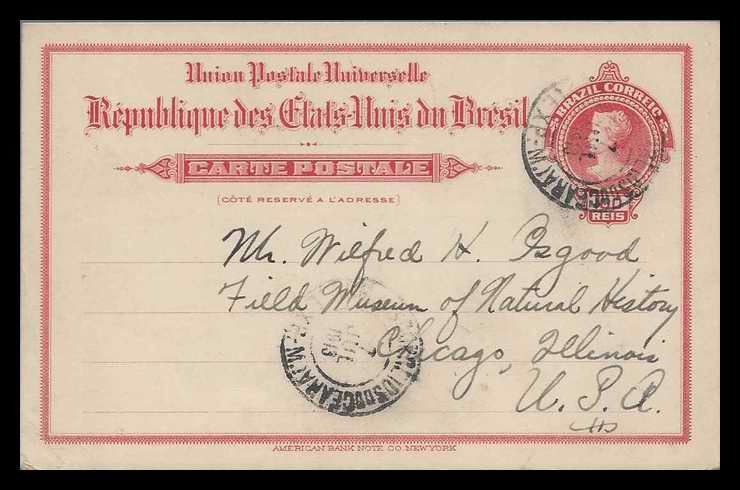 Union Postale Universelle
République des États-Unis du Brésil
BRAZIL CORREIO
CARTE POSTALE
(CÔTÉ RESERVÉ A L'ADRESSE)
REIS
Mr. Wilfred H. Osgood
Field Museum of Natural History
Chicago, Illinois
U. S. A.
AMERICAN BANK NOTE CO. NEW YORK